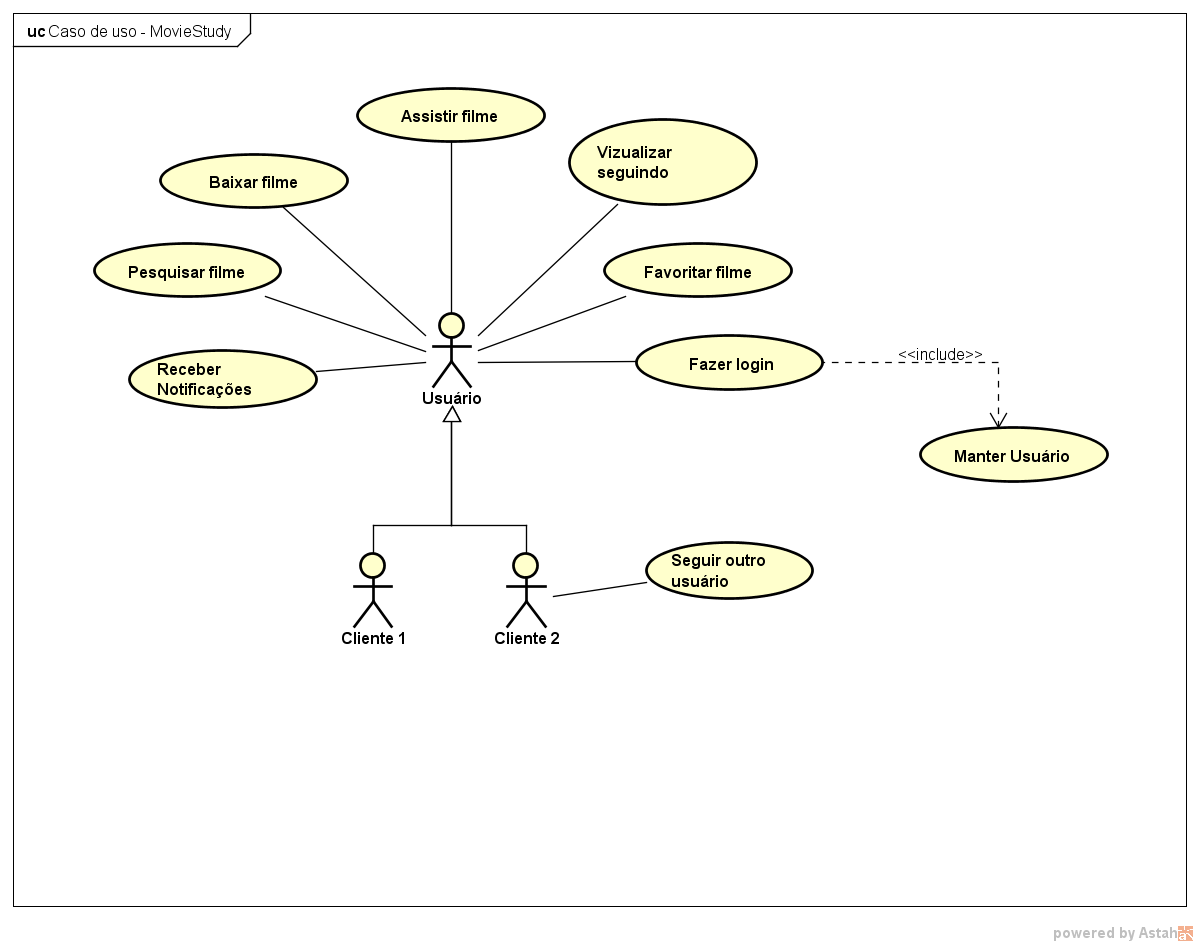 uc Caso de uso - MovieStudy
Assistir filme
Vizualizar
seguindo
Baixar filme
Pesquisar filme
Favoritar filme
Receber
Notificações
Fazer login
<<include>>
Usuário
Manter Usuário
Seguir outro
usuário
Cliente 1
Cliente 2
powered by Astah